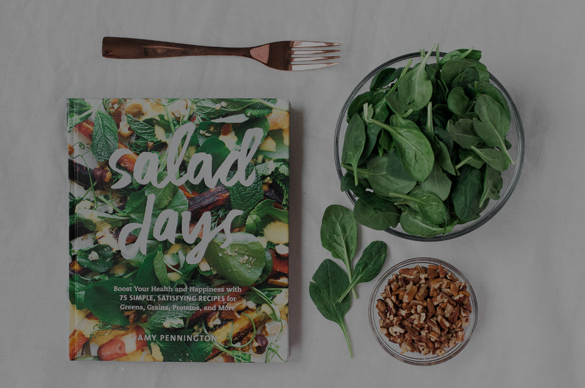 salad
days
Boost Your Health and Happiness with
75 SIMPLE, SATISFYING RECIPES for
Greens, Grains, Proteins, and More
AMY PENNINGTON